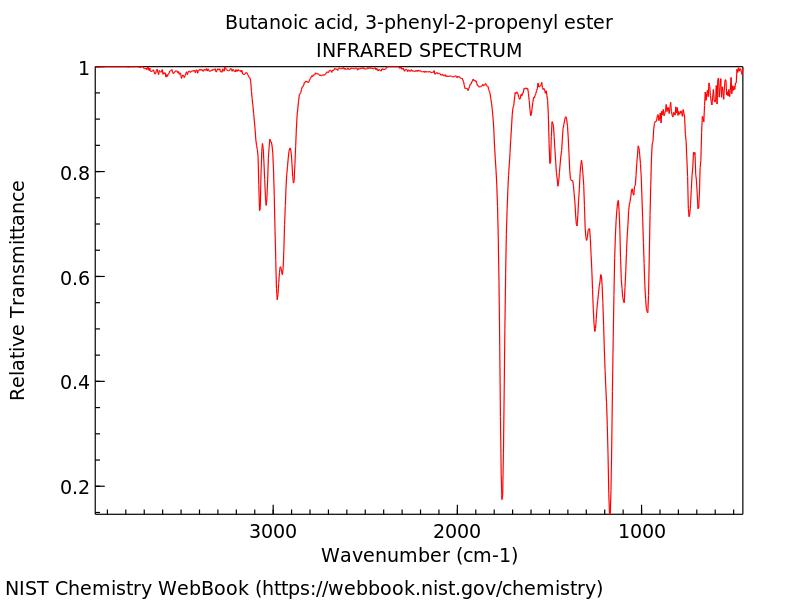 Butanoic acid, 3-phenyl-2-propenyl ester
INFRARED SPECTRUM
1
0.8
0.6
0.4
0.2
Relative Transmittance
3000 2000 1000
Wavenumber (cm-1)
NIST Chemistry WebBook (https://webbook.nist.gov/chemistry)